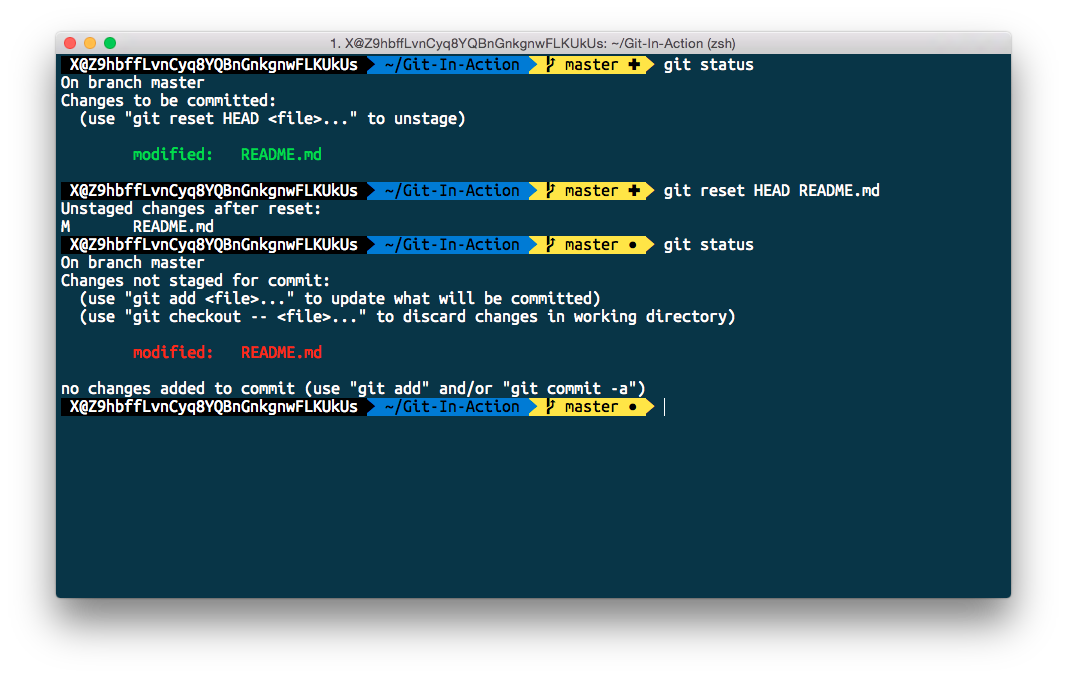 1. X@Z9hbffLvnCyq8YQBnGnkgnwFLKUkUs: ~/Git-In-Action (zsh)
X@Z9hbffLvnCyq8YQBnGnkgnwFLKUkUs ~/Git-In-Action master ✚ git status
On branch master
Changes to be committed:
  (use "git reset HEAD <file>..." to unstage)
        modified:   README.md
X@Z9hbffLvnCyq8YQBnGnkgnwFLKUkUs ~/Git-In-Action master ✚ git reset HEAD README.md
Unstaged changes after reset:
M       README.md
X@Z9hbffLvnCyq8YQBnGnkgnwFLKUkUs ~/Git-In-Action master ● git status
On branch master
Changes not staged for commit:
  (use "git add <file>..." to update what will be committed)
  (use "git checkout -- <file>..." to discard changes in working directory)
        modified:   README.md
no changes added to commit (use "git add" and/or "git commit -a")
X@Z9hbffLvnCyq8YQBnGnkgnwFLKUkUs ~/Git-In-Action master ●